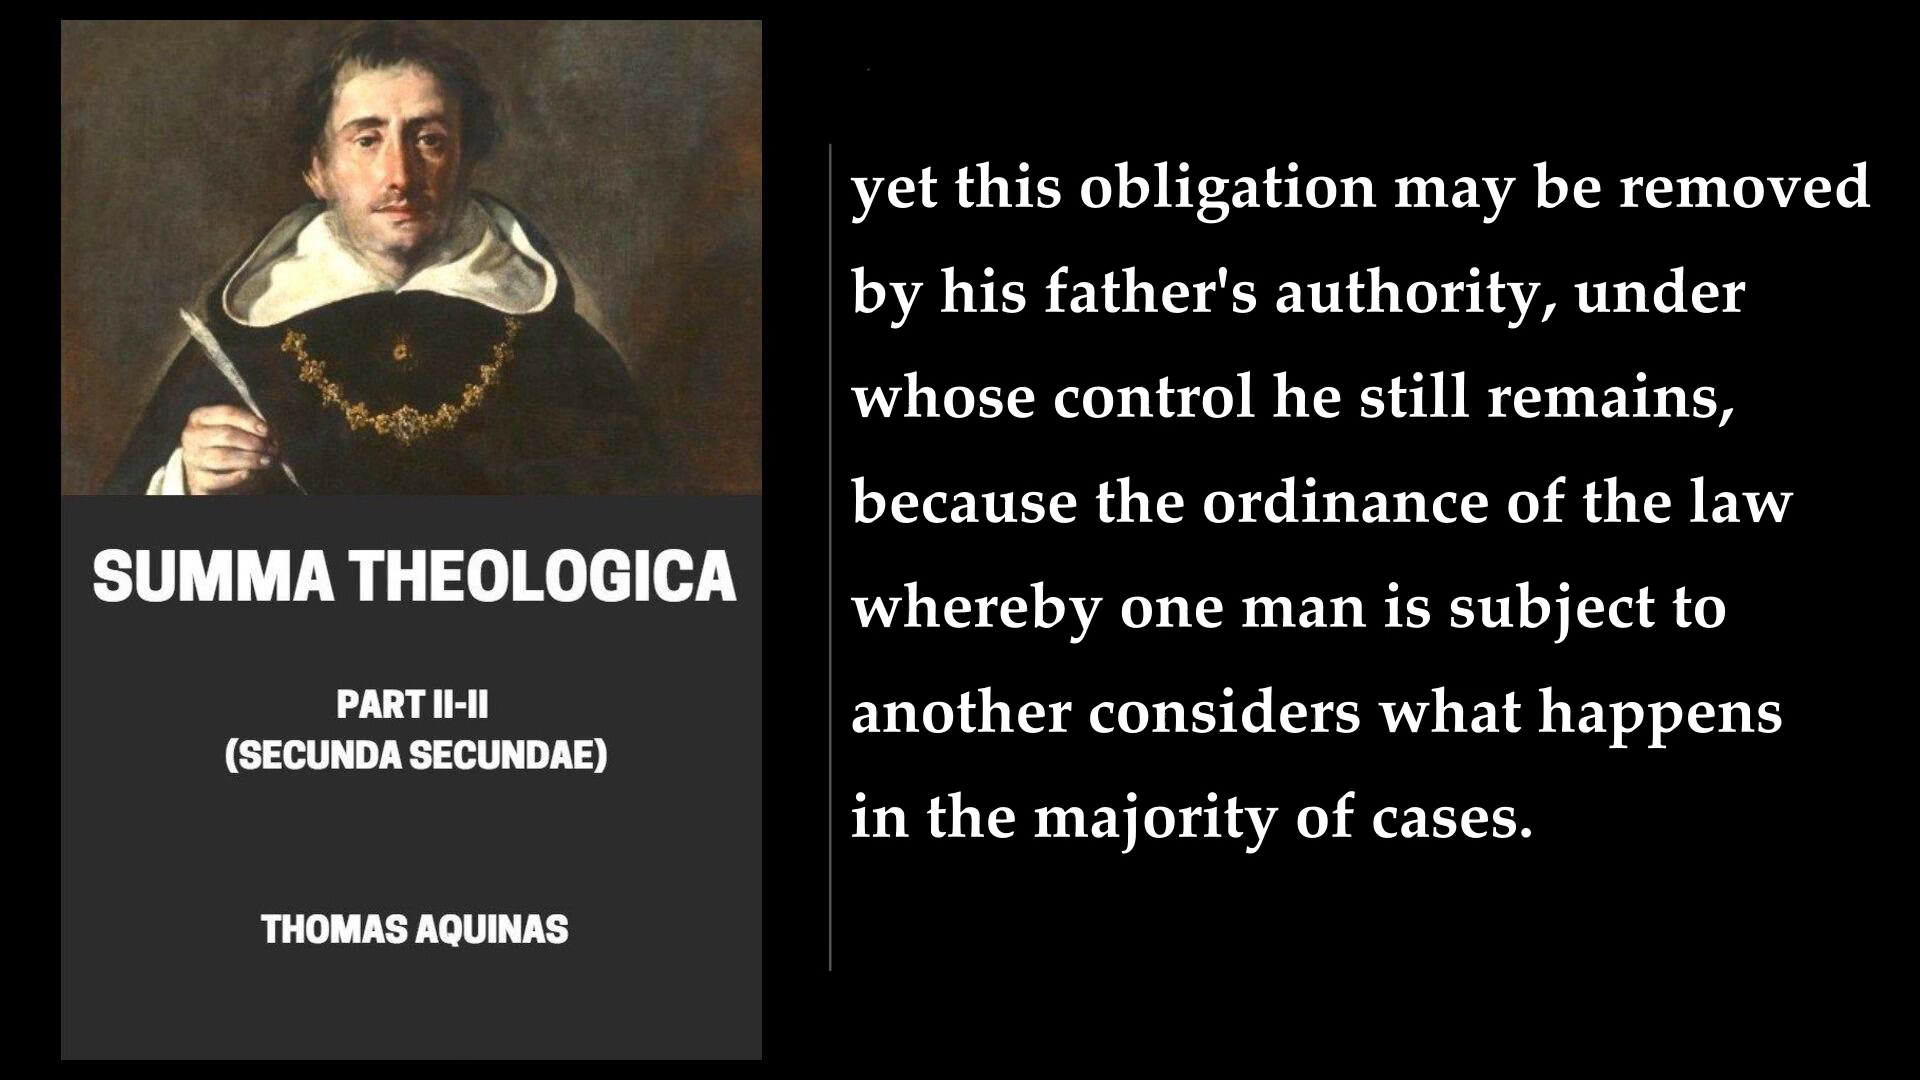 SUMMA THEOLOGICA
PART II-II
(SECUNDA SECUNDAE)
THOMAS AQUINAS
yet this obligation may be removed
by his father's authority, under
whose control he still remains,
because the ordinance of the law
whereby one man is subject to
another considers what happens
in the majority of cases.